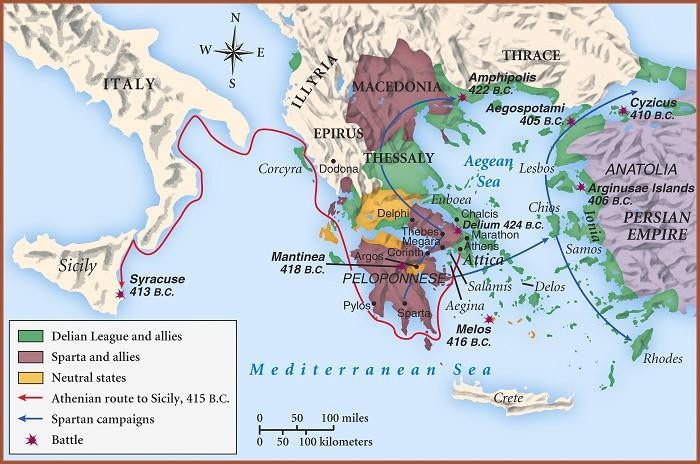 N
W
E
S
ITALY
ILLYRIA
MACEDONIA
THRACE
Amphipolis
422 B.C.
Aegospotami
405 B.C.
Cyzicus
410 B.C.
EPIRUS
Corcyra
Dodona
THESSALY
Aegean
Sea
Lesbos
ANATOLIA
Arginusae Islands
406 B.C.
PERSIAN
EMPIRE
Euboea
Chios
Ionia
Delphi
Chalcis
Delium 424 B.C.
Thebes
Marathon
Megara
Athens
Attica
Samos
Mantinea
418 B.C.
Argos
Corinth
PELOPONNESE
Salamis
Delos
Aegina
Sicily
Syracuse
413 B.C.
Pylos
Sparta
Melos
416 B.C.
Rhodes
Mediterranean Sea
Crete
Delian League and allies
Sparta and allies
Neutral states
Athenian route to Sicily, 415 B.C.
Spartan campaigns
Battle
0 50 100 miles
0 50 100 kilometers